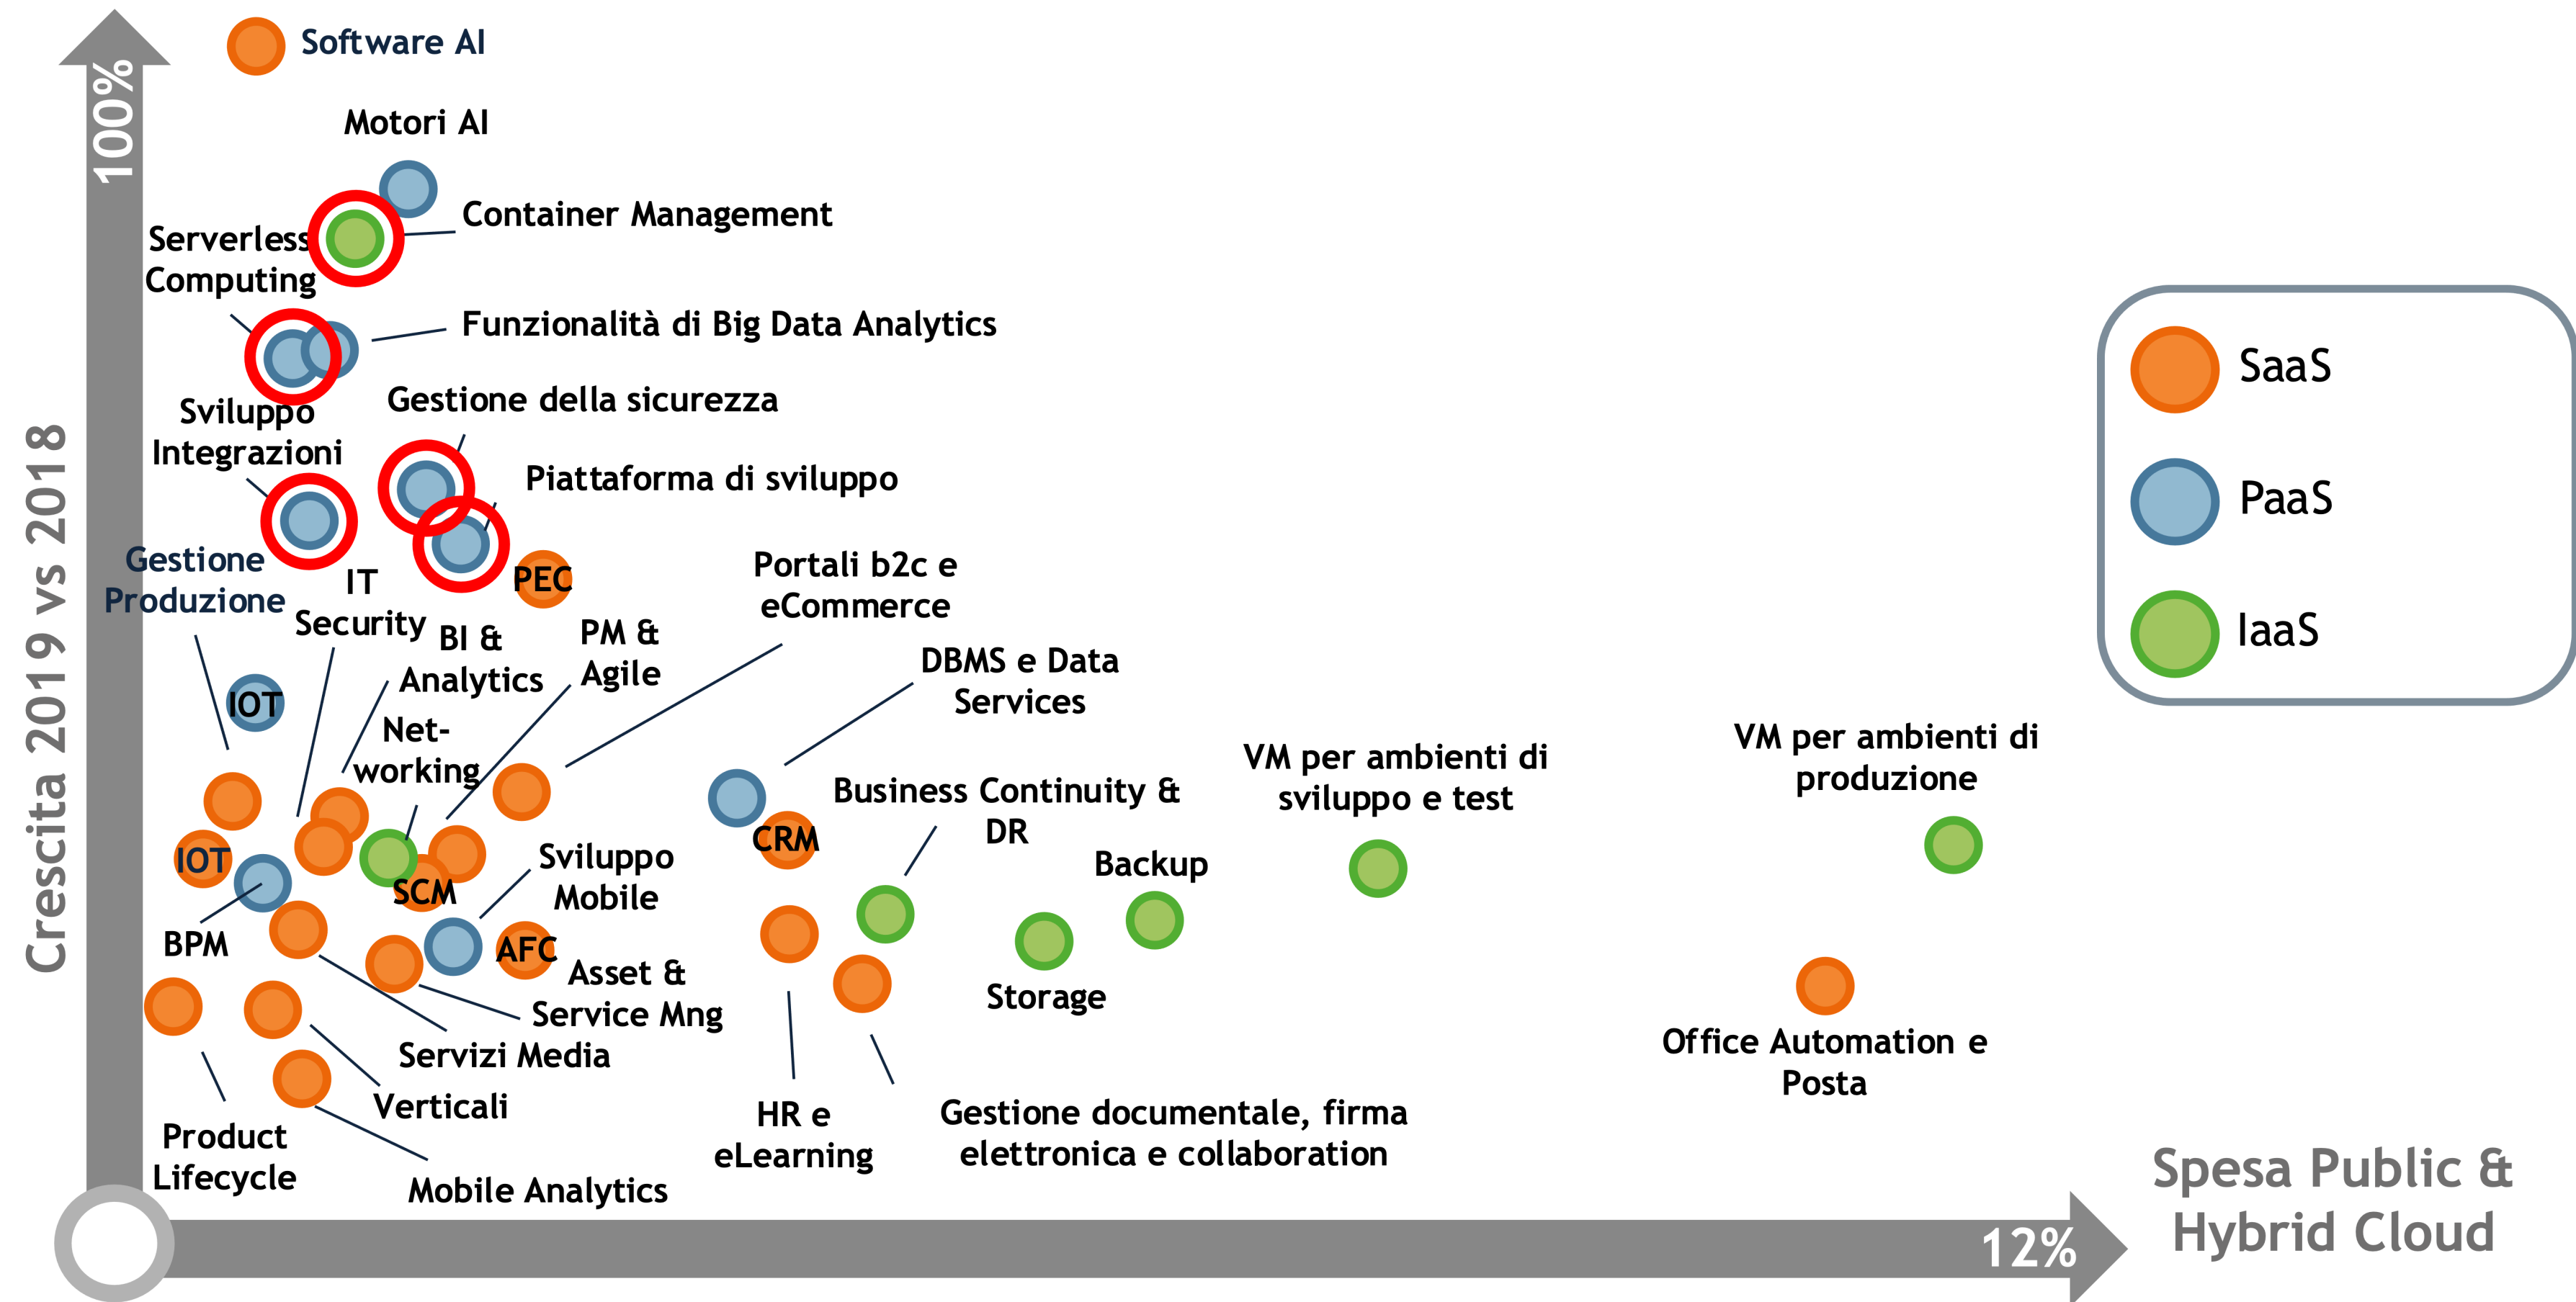 Software AI
100%
Motori AI
Container Management
Serverless
Computing
Funzionalità di Big Data Analytics
SaaS
Gestione della sicurezza
Sviluppo
Integrazioni
Piattaforma di sviluppo
PaaS
Crescita 2019 vs 2018
Gestione
Produzione
IT
Security
PEC
Portali b2c e
eCommerce
BI &
Analytics
PM &
Agile
IaaS
DBMS e Data
Services
IOT
Net-
working
VM per ambienti di
sviluppo e test
VM per ambienti di
produzione
Business Continuity &
DR
CRM
IOT
SCM
Sviluppo
Mobile
Backup
BPM
AFC
Asset &
Service Mng
Storage
Servizi Media
Office Automation e
Posta
Verticali
HR e
eLearning
Gestione documentale, firma
elettronica e collaboration
Product
Lifecycle
Mobile Analytics
Spesa Public &
Hybrid Cloud
12%